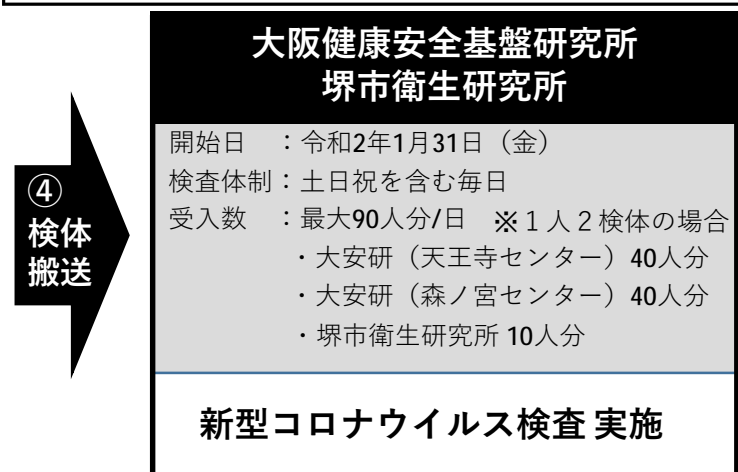 大阪健康安全基盤研究所
堺市衛生研究所
④
検体
搬送
開始日　：令和2年1月31日（金）
検査体制：土日祝を含む毎日
受入数　：最大90人分/日　※１人２検体の場合
・大安研（天王寺センター）40人分
・大安研（森ノ宮センター）40人分
・堺市衛生研究所 10人分
新型コロナウイルス検査 実施